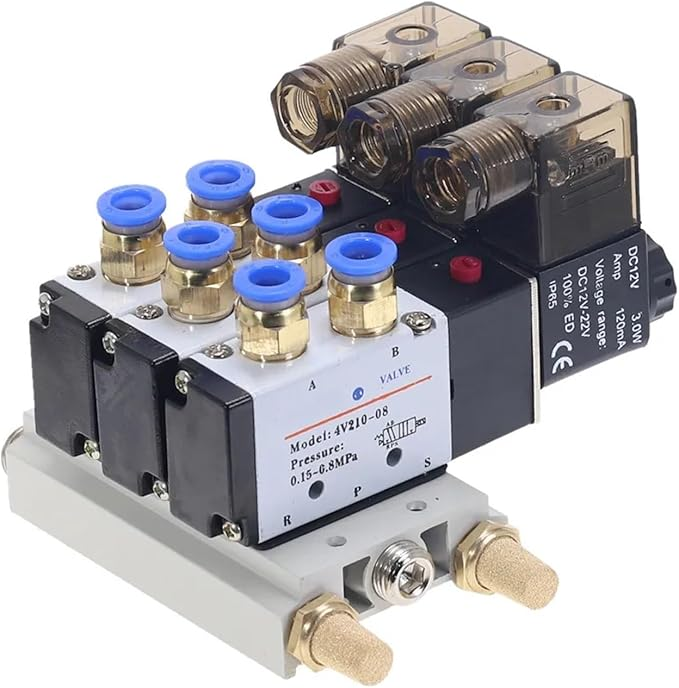 A
B
VALVE
Model: 4V210-08
Pressure:
0.15-0.8MPa
R
P
S
DC12V 3.0W
Amp 120mA
Voltage range:
DC12V-22V
100% ED
IP65
CE